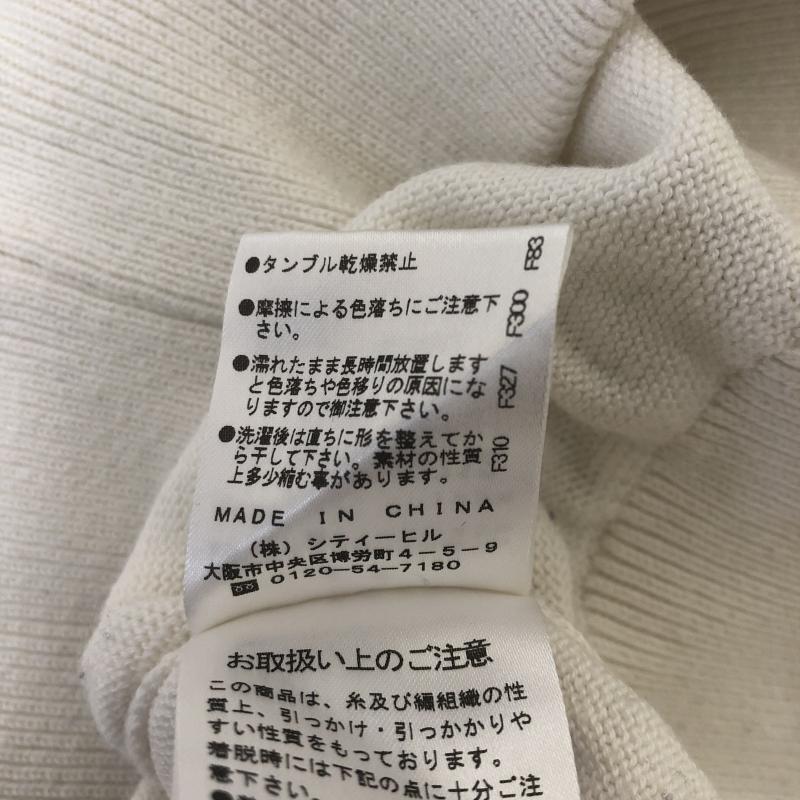 ●タンブル乾燥禁止 F83
●摩擦による色落ちにご注意下 F300
さい。
●濡れたまま長時間放置します
と色落ちや色移りの原因にな F327
りますので御注意下さい。
●洗濯後は直ちに形を整えてか
ら干して下さい。素材の性質 F310
上多少縮む事があります。
MADE IN CHINA
(株) シティーヒル
大阪市中央区博労町4-5-9
0120-54-7180
お取扱い上のご注意
この商品は、糸及び編組織の性
質上、引っかけ・引っかかりや
すい性質をもっております。
着脱時には下記の点に十分ご注
意下さい。